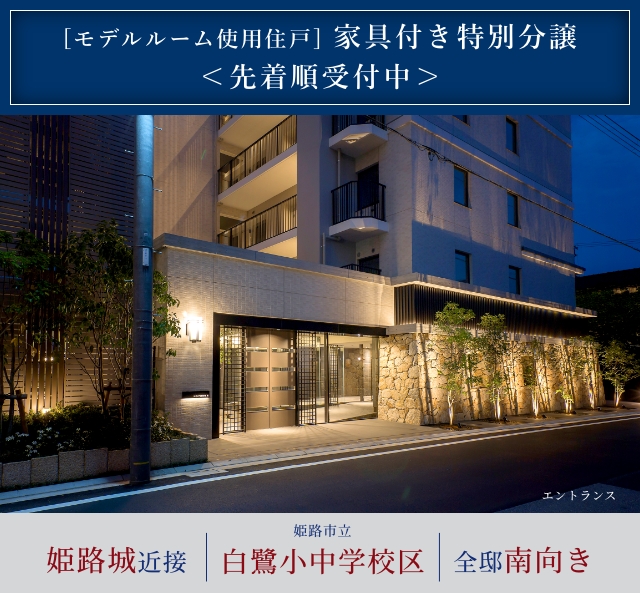 [モデルルーム使用住戸] 家具付き特別分譲
＜先着順受付中＞
エントランス
姫路城近接
姫路市立
白鷺小中学校区
全邸南向き